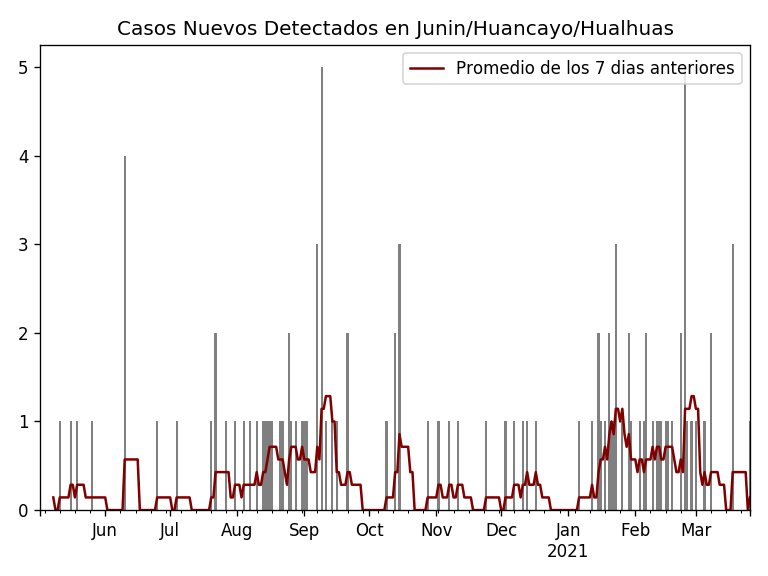 Casos Nuevos Detectados en Junin/Huancayo/Hualhuas
Promedio de los 7 dias anteriores
5
4
3
2
1
0
Jun Jul Aug Sep Oct Nov Dec Jan Feb Mar
2021